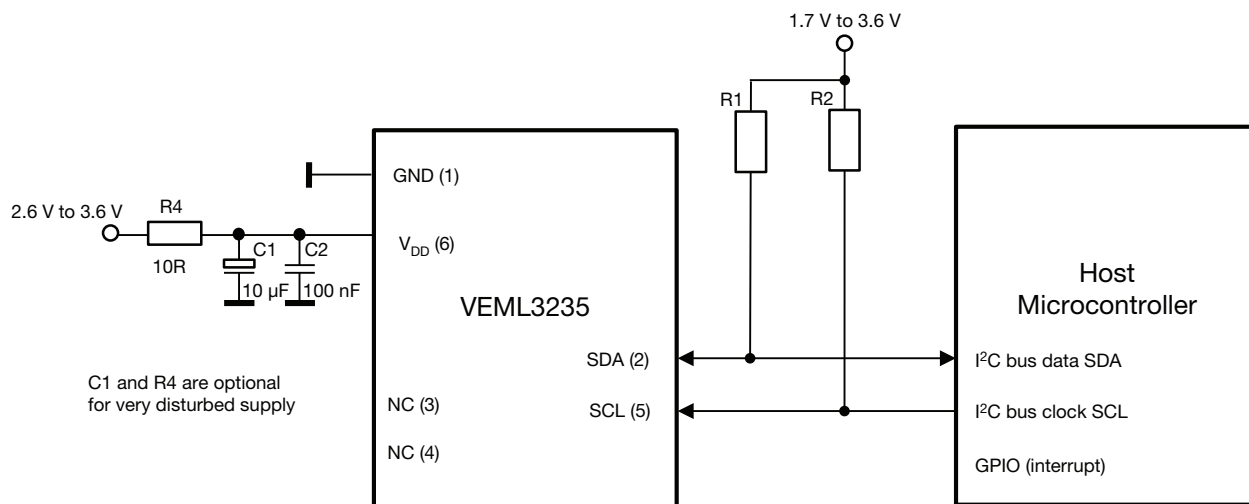 1.7 V to 3.6 V
R1
R2
GND (1)
2.6 V to 3.6 V
R4
C1
C2
V_DD (6)
10R
10 µF
100 nF
VEML3235
Host
Microcontroller
SDA (2)
I²C bus data SDA
C1 and R4 are optional
for very disturbed supply
NC (3)
SCL (5)
I²C bus clock SCL
NC (4)
GPIO (interrupt)